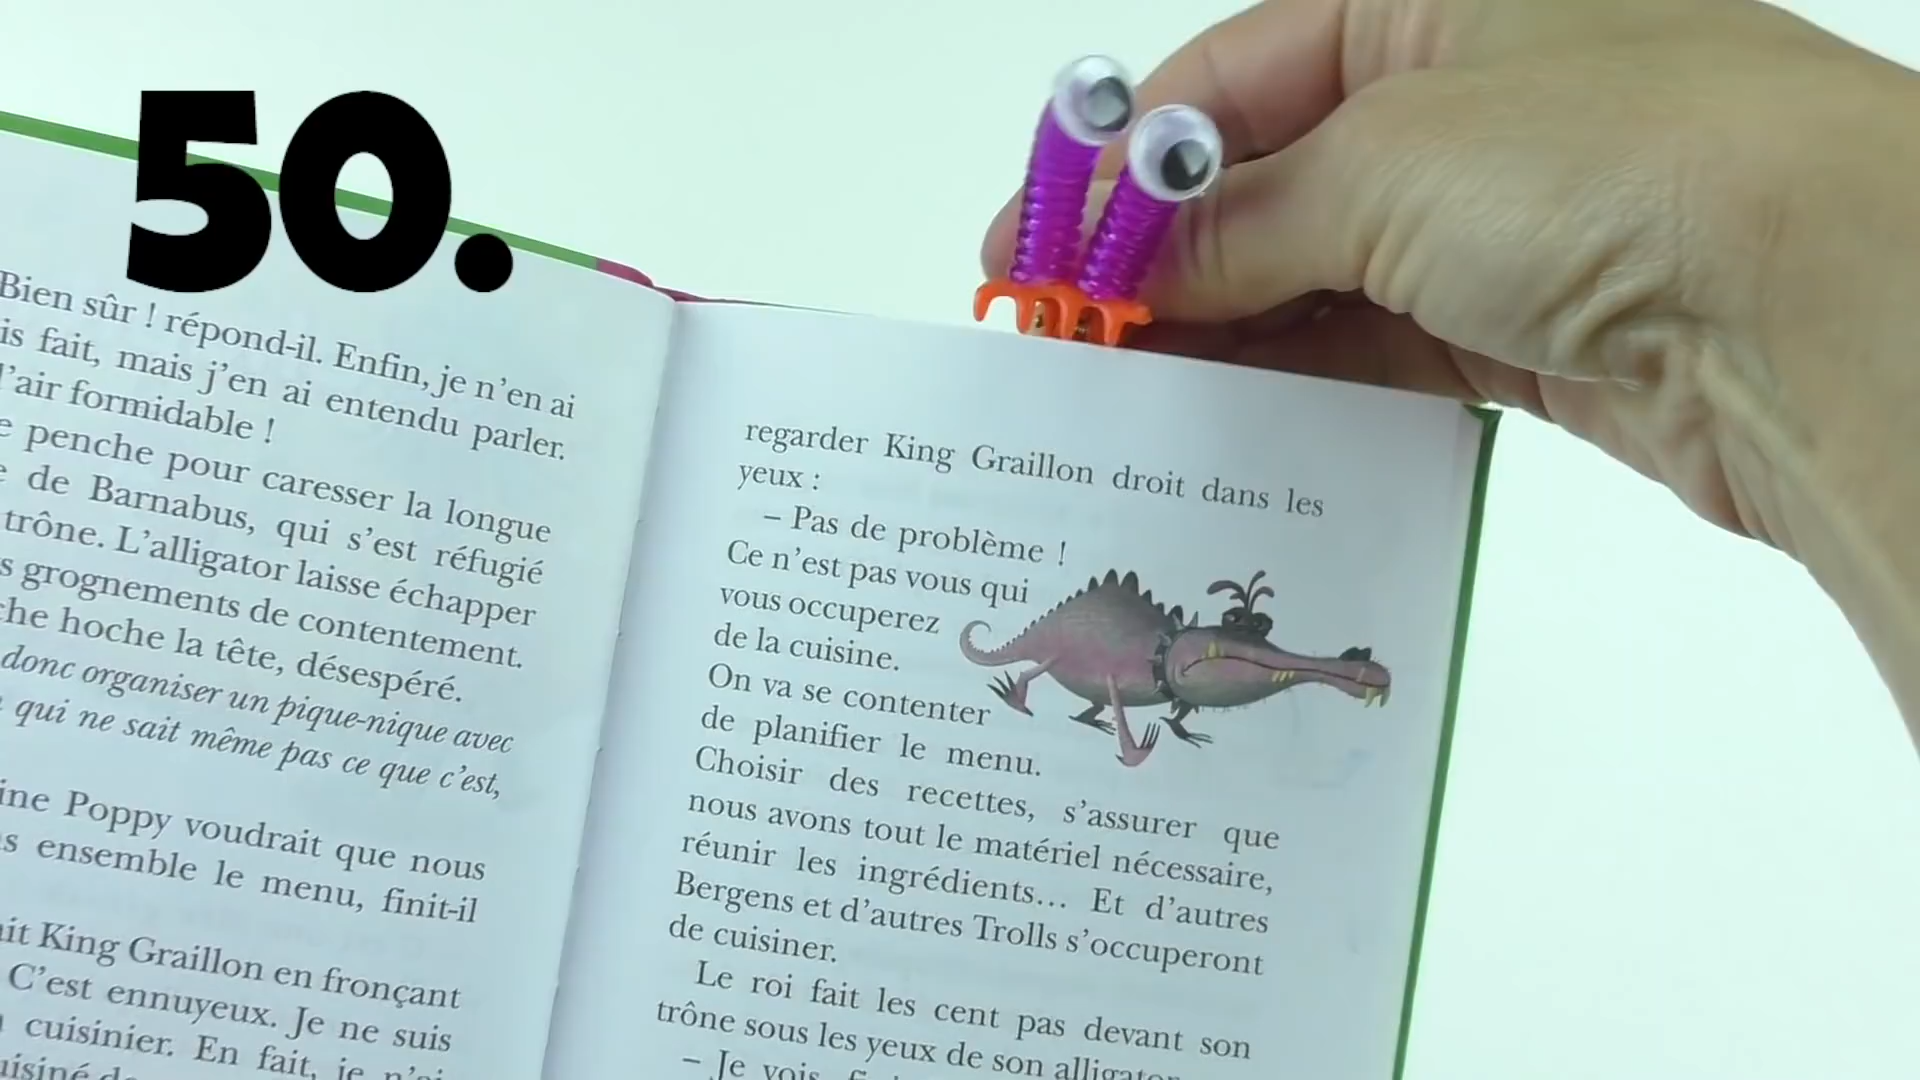 50.
Bien sûr ! répond-il. Enfin, je n’en ai
fait, mais j’en ai entendu parler.
l’air formidable !
penche pour caresser la longue
de Barnabus, qui s’est réfugié
trône. L’alligator laisse échapper
grognements de contentement.
hoche la tête, désespéré.
donc organiser un pique-nique avec
qui ne sait même pas ce que c’est,
Poppy voudrait que nous
ensemble le menu, finit-il
King Graillon en fronçant
C’est ennuyeux. Je ne suis
cuisinier. En fait, je n’ai
regarder King Graillon droit dans les
yeux :
– Pas de problème !
Ce n’est pas vous qui
vous occuperez
de la cuisine.
On va se contenter
de planifier le menu.
Choisir des recettes, s’assurer que
nous avons tout le matériel nécessaire,
réunir les ingrédients… Et d’autres
Bergens et d’autres Trolls s’occuperont
de cuisiner.
Le roi fait les cent pas devant son
trône sous les yeux de son
– Je vois,